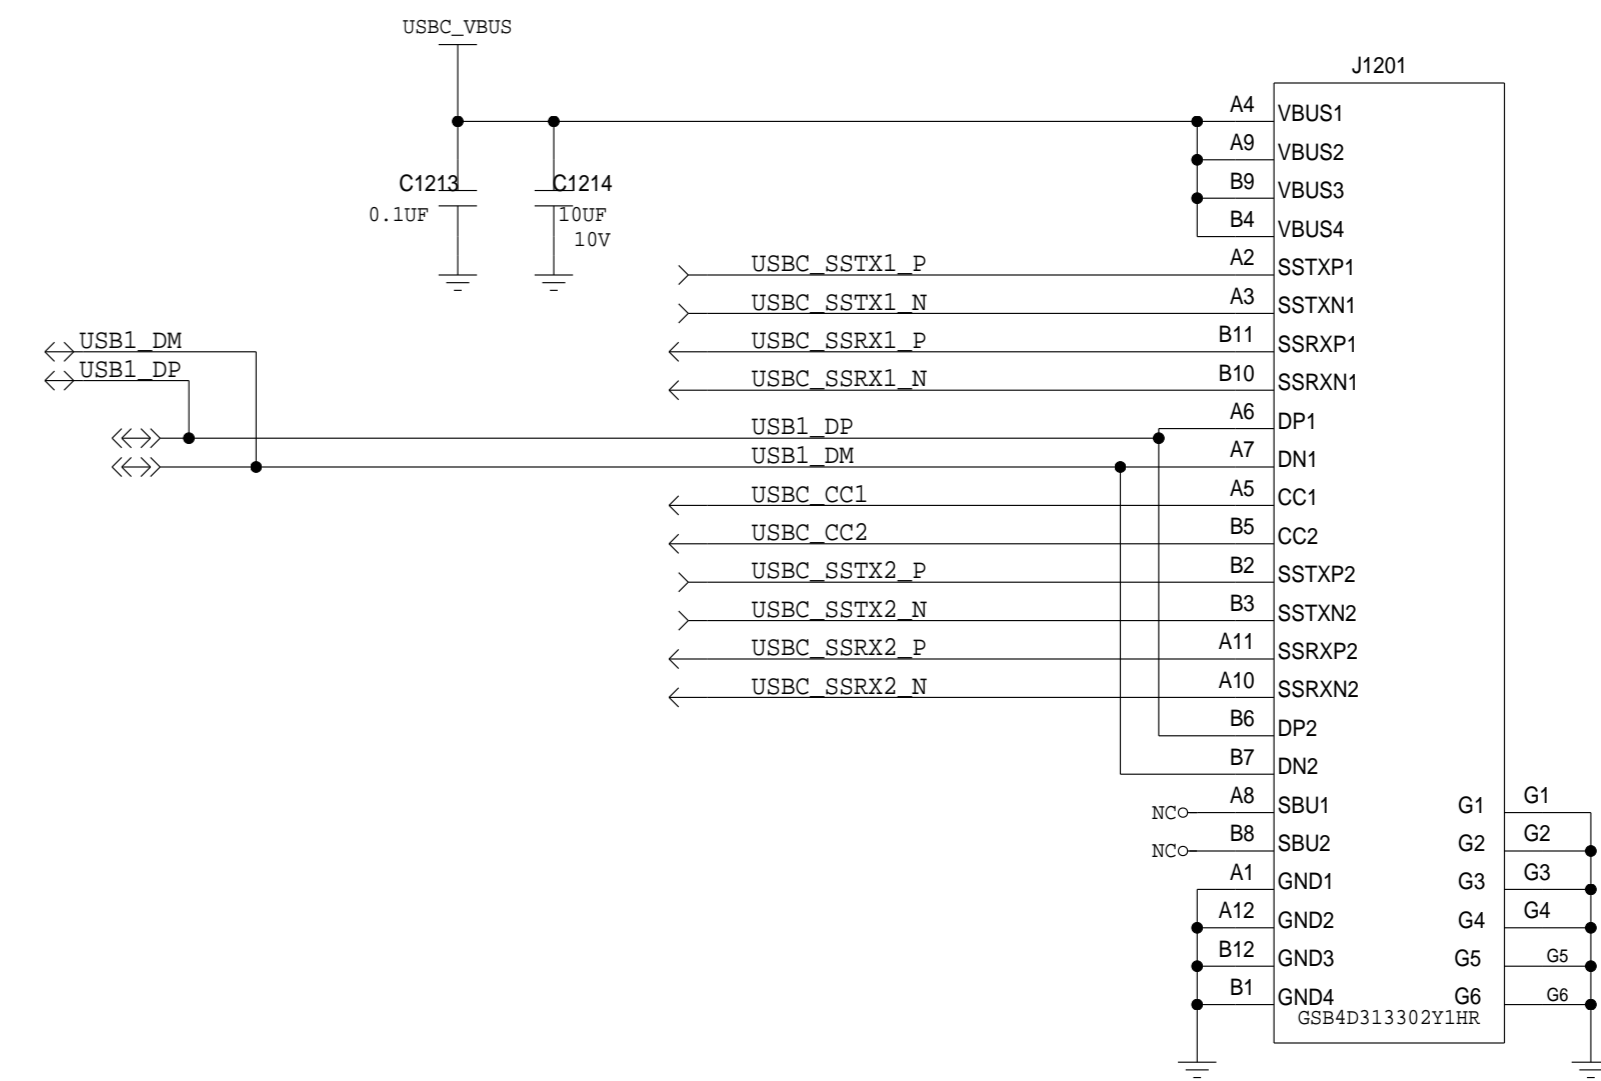 USBC_VBUS
J1201
A4 VBUS1
A9 VBUS2
B9 VBUS3
B4 VBUS4
C1213
0.1UF
C1214
10UF
10V
USBC_SSTX1_P A2 SSTXP1
USBC_SSTX1_N A3 SSTXN1
USB1_DM
USBC_SSRX1_P B11 SSRXP1
USB1_DP
USBC_SSRX1_N B10 SSRXN1
USB1_DP A6 DP1
USB1_DM A7 DN1
USBC_CC1 A5 CC1
USBC_CC2 B5 CC2
USBC_SSTX2_P B2 SSTXP2
USBC_SSTX2_N B3 SSTXN2
USBC_SSRX2_P A11 SSRXP2
USBC_SSRX2_N A10 SSRXN2
B6 DP2
B7 DN2
NC A8 SBU1 G1 G1
NC B8 SBU2 G2 G2
A1 GND1 G3 G3
A12 GND2 G4 G4
B12 GND3 G5 G5
B1 GND4 G6 G6
GSB4D313302Y1HR